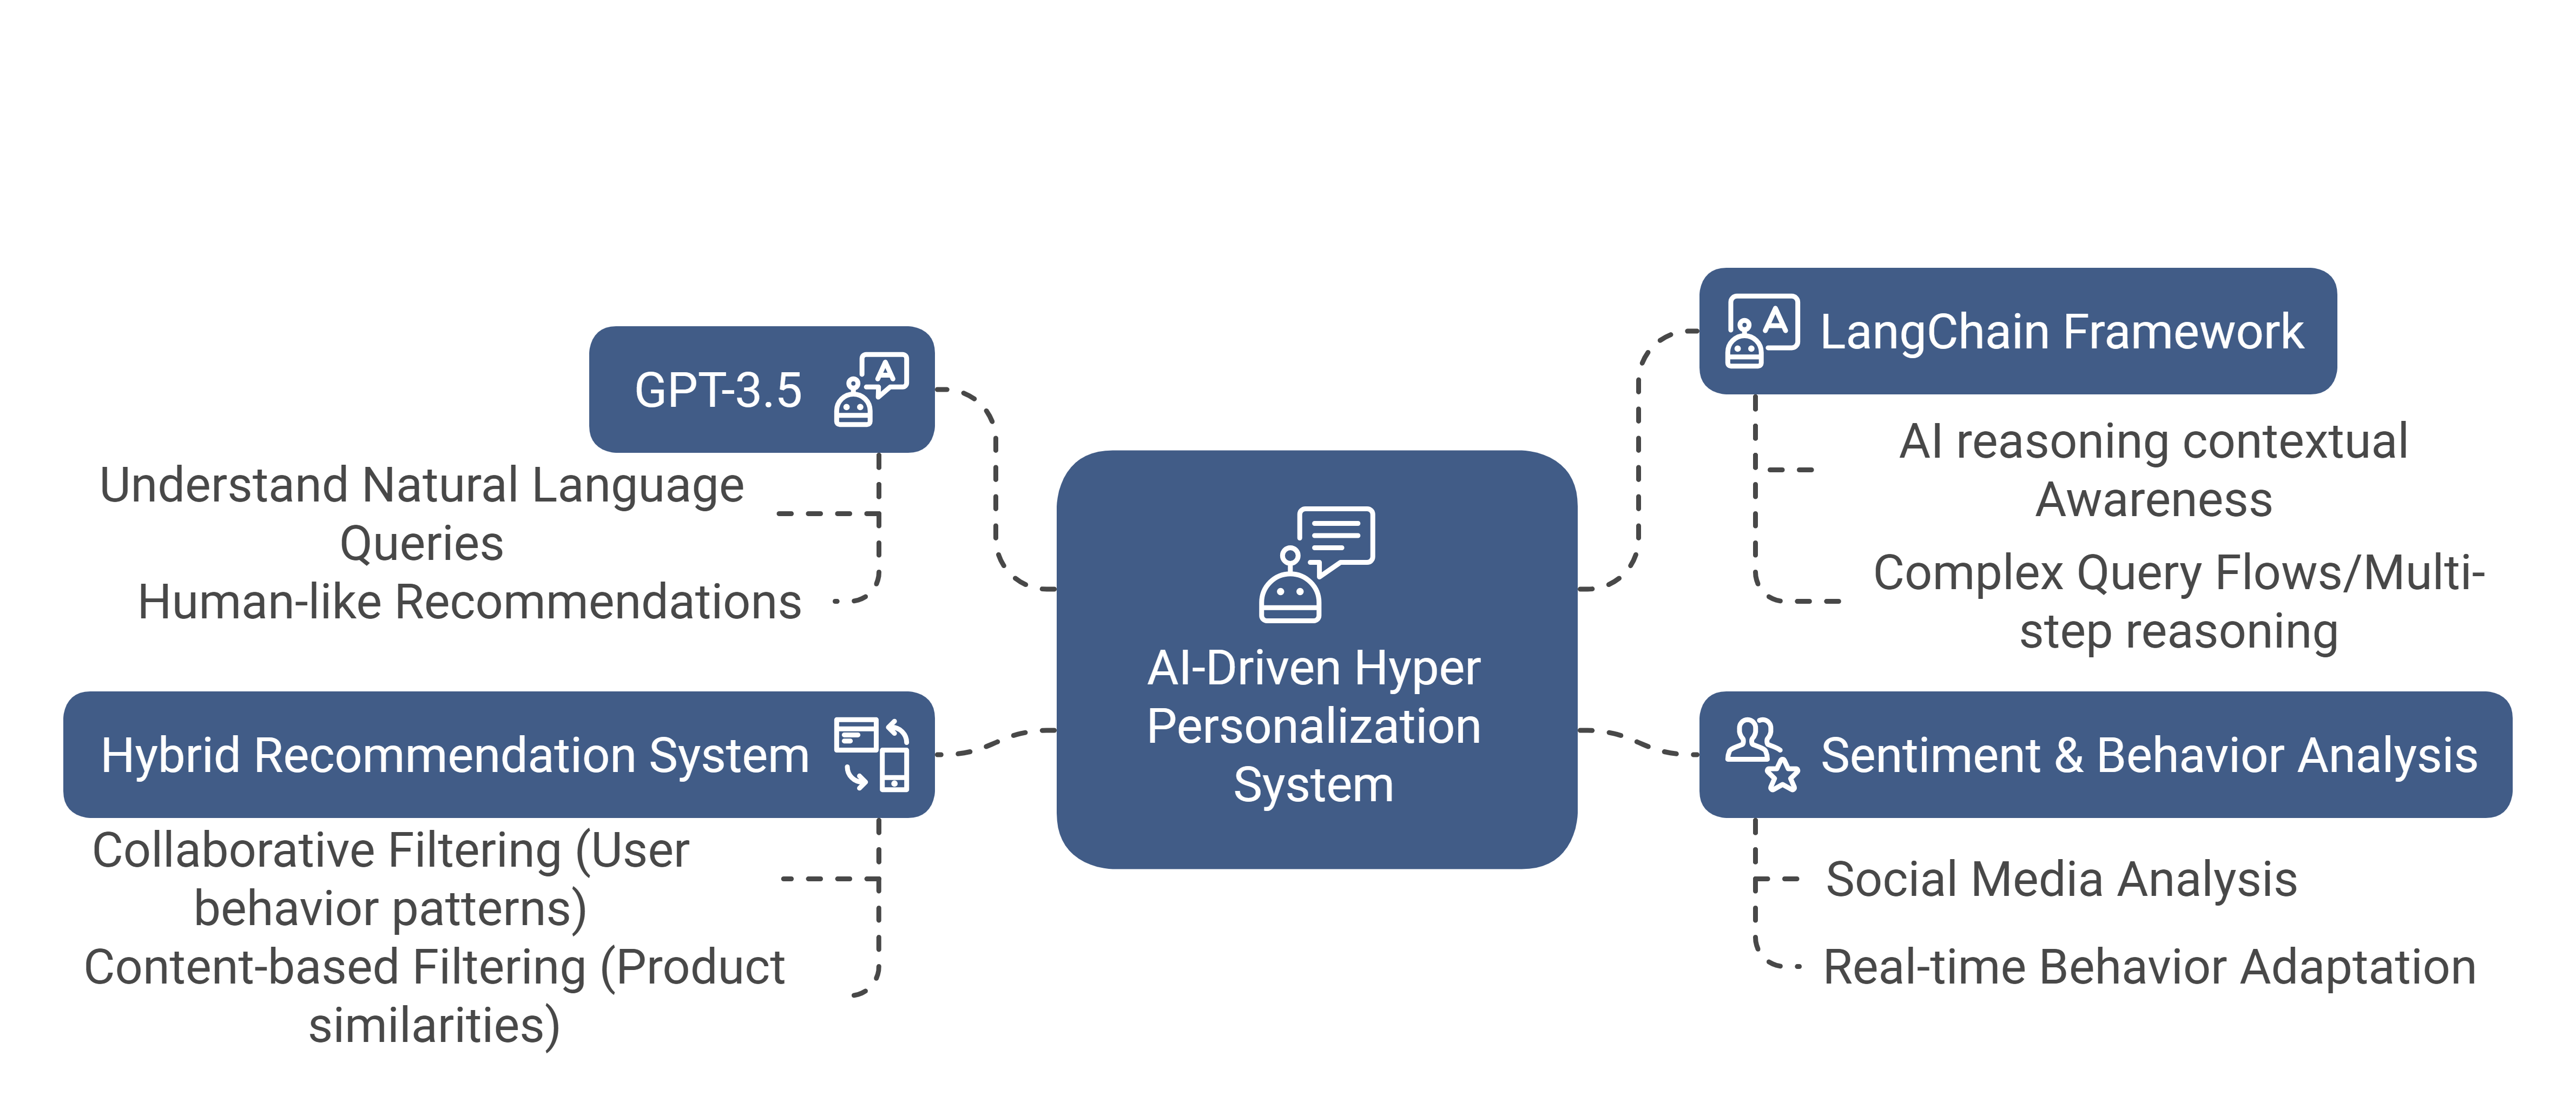 GPT-3.5
Understand Natural Language
Queries
Human-like Recommendations
Hybrid Recommendation System
Collaborative Filtering (User
behavior patterns)
Content-based Filtering (Product
similarities)
AI-Driven Hyper
Personalization
System
LangChain Framework
AI reasoning contextual
Awareness
Complex Query Flows/Multi-
step reasoning
Sentiment & Behavior Analysis
Social Media Analysis
Real-time Behavior Adaptation